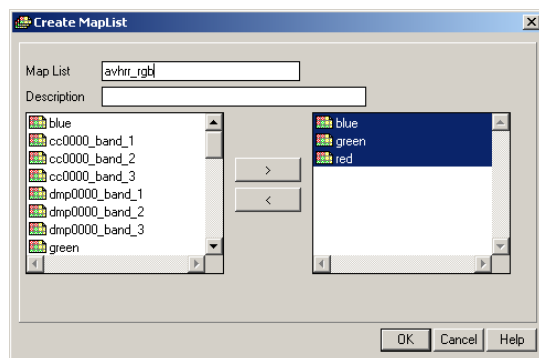 Create MapList
Map List avhrr_rgb
Description
blue
cc0000_band_1
cc0000_band_2
cc0000_band_3
dmp0000_band_1
dmp0000_band_2
dmp0000_band_3
green
>
<
blue
green
red
OK Cancel Help